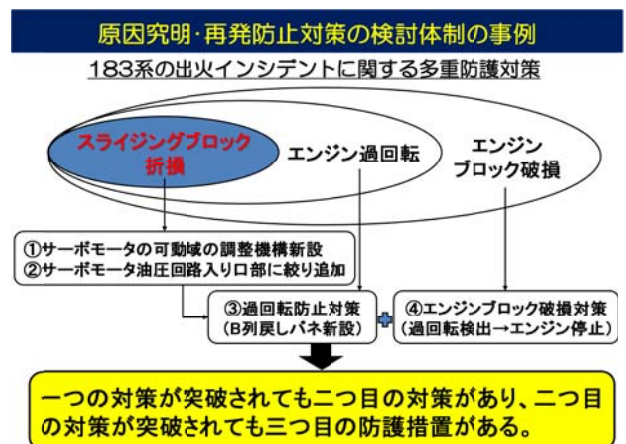 原因究明・再発防止対策の検討体制の事例
183系の出火インシデントに関する多重防護対策
スライジングブロック
折損
エンジン過回転
エンジン
ブロック破損
①サーボモータの可動域の調整機構新設
②サーボモータ油圧回路入り口部に絞り追加
③過回転防止対策
(B列戻しバネ新設)
④エンジンブロック破損対策
(過回転検出→エンジン停止)
一つの対策が突破されても二つ目の対策があり、二つ目
の対策が突破されても三つ目の防護措置がある。